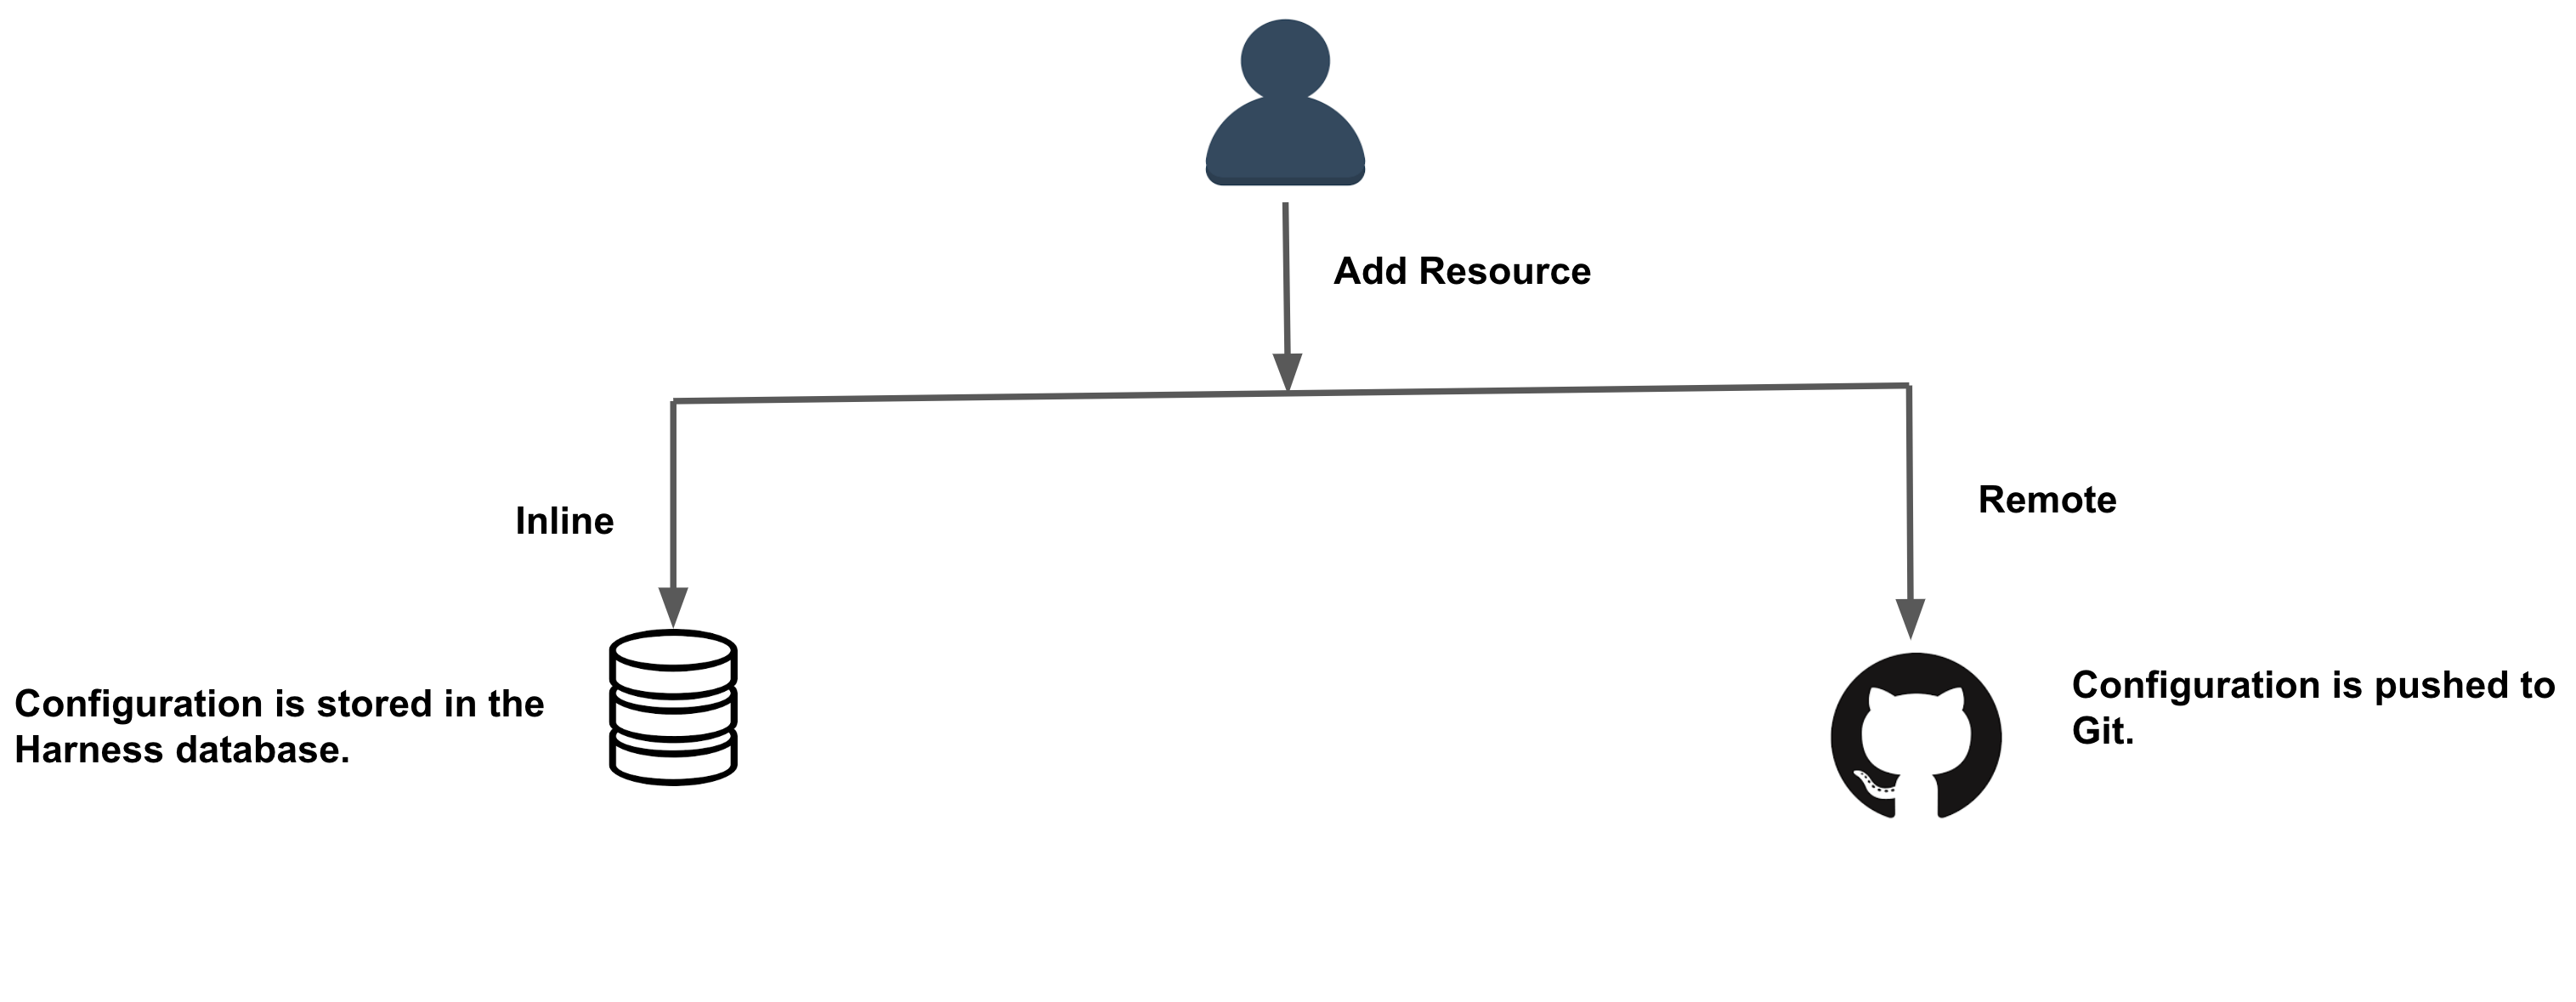 Add Resource
Inline
Remote
Configuration is stored in the
Harness database.
Configuration is pushed to
Git.